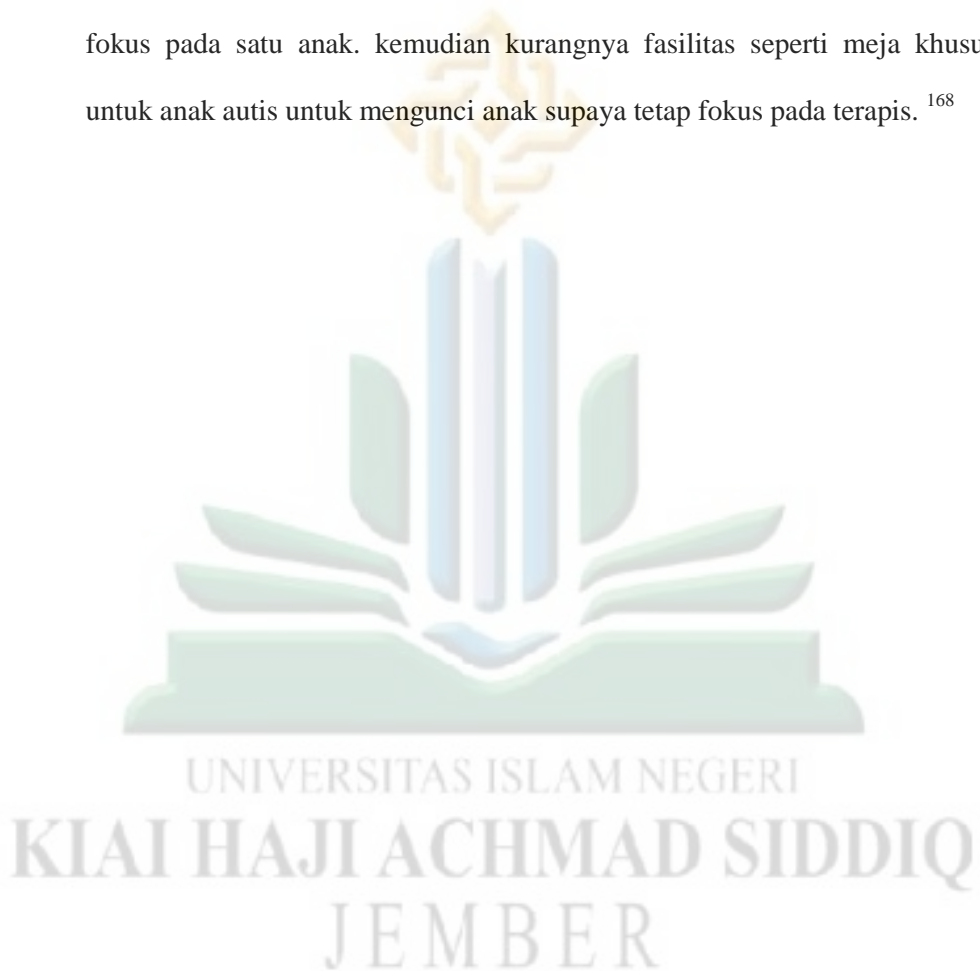 fokus pada satu anak. kemudian kurangnya fasilitas seperti meja khusu
untuk anak autis untuk mengunci anak supaya tetap fokus pada terapis. 168
UNIVERSITAS ISLAM NEGERI
KIAI HAJI ACHMAD SIDDIQ
JEMBER